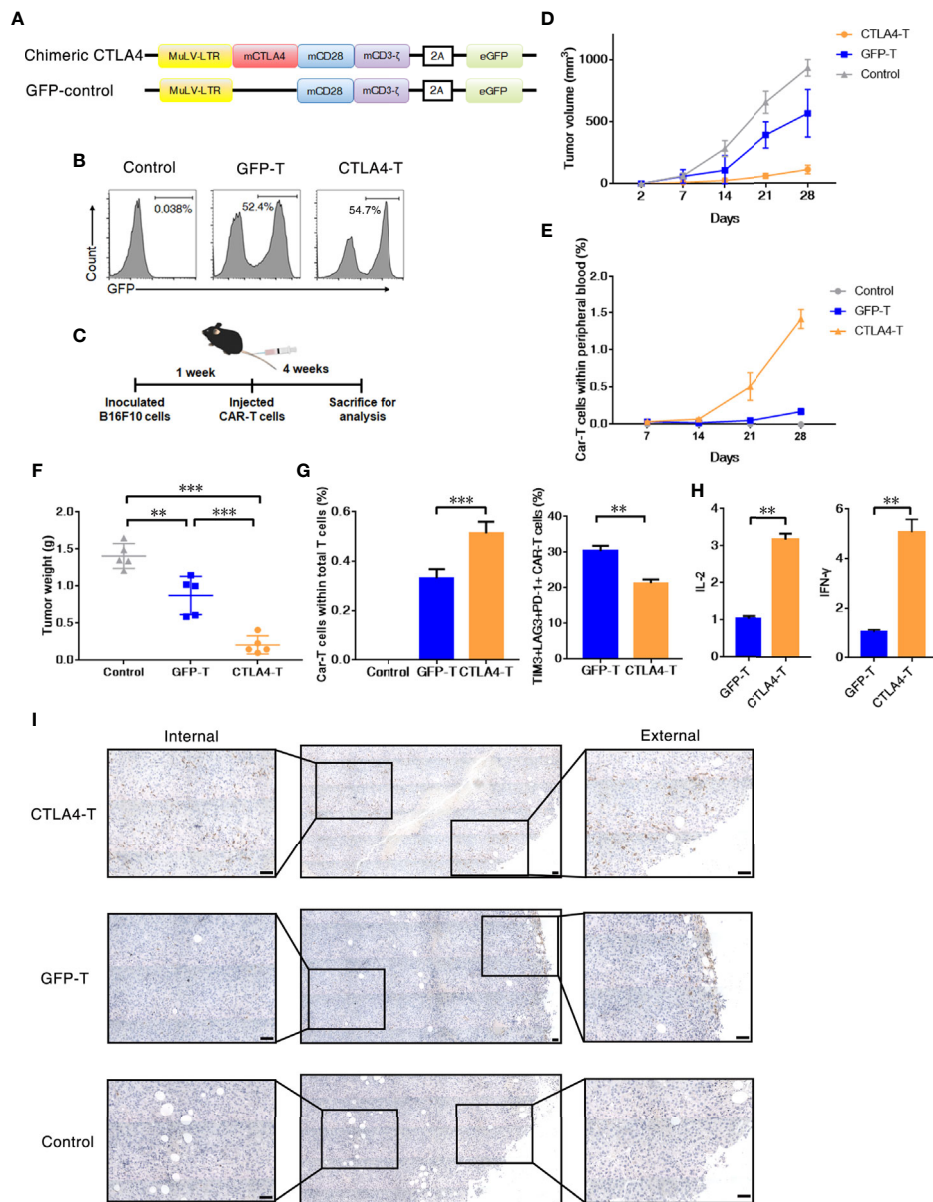 A
Chimeric CTLA4
MuLV-LTR
mCTLA4
mCD28
mCD3-ζ
2A
eGFP
GFP-control
MuLV-LTR
mCD28
mCD3-ζ
2A
eGFP
B
Control
GFP-T
CTLA4-T
0.038%
52.4%
54.7%
Count
GFP
C
1 week
4 weeks
Inoculated
B16F10 cells
Injected
CAR-T cells
Sacrifice for
analysis
D
Tumor volume (mm³)
1000
500
0
2
7
14
21
28
Days
CTLA4-T
GFP-T
Control
E
Car-T cells within peripheral blood (%)
2.0
1.5
1.0
0.5
0.0
7
14
21
28
Days
Control
GFP-T
CTLA4-T
F
Tumor weight (g)
2.0
1.5
1.0
0.5
0.0
***
**
***
Control
GFP-T
CTLA4-T
G
Car-T cells within total T cells (%)
0.6
0.4
0.2
0.0
***
Control
GFP-T
CTLA4-T
TIM3+LAG3+PD-1+ CAR-T cells (%)
40
30
20
10
0
**
GFP-T
CTLA4-T
H
IL-2
4
3
2
1
0
**
GFP-T
CTLA4-T
IFN-γ
6
4
2
0
**
GFP-T
CTLA4-T
I
Internal
External
CTLA4-T
GFP-T
Control